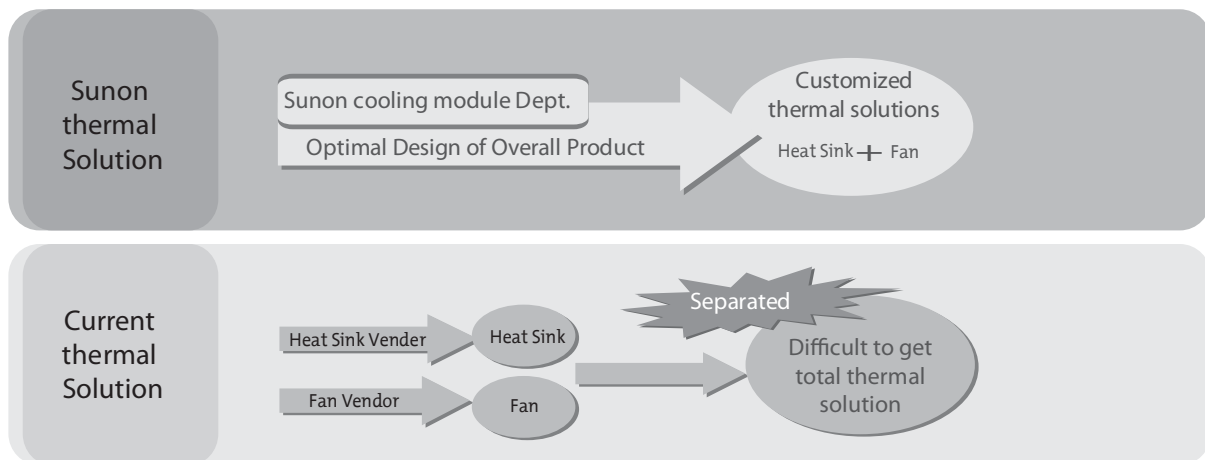 Sunon
thermal
Solution
Sunon cooling module Dept.
Optimal Design of Overall Product
Customized
thermal solutions
Heat Sink + Fan
Current
thermal
Solution
Heat Sink Vender
Heat Sink
Fan Vendor
Fan
Separated
Difficult to get
total thermal
solution